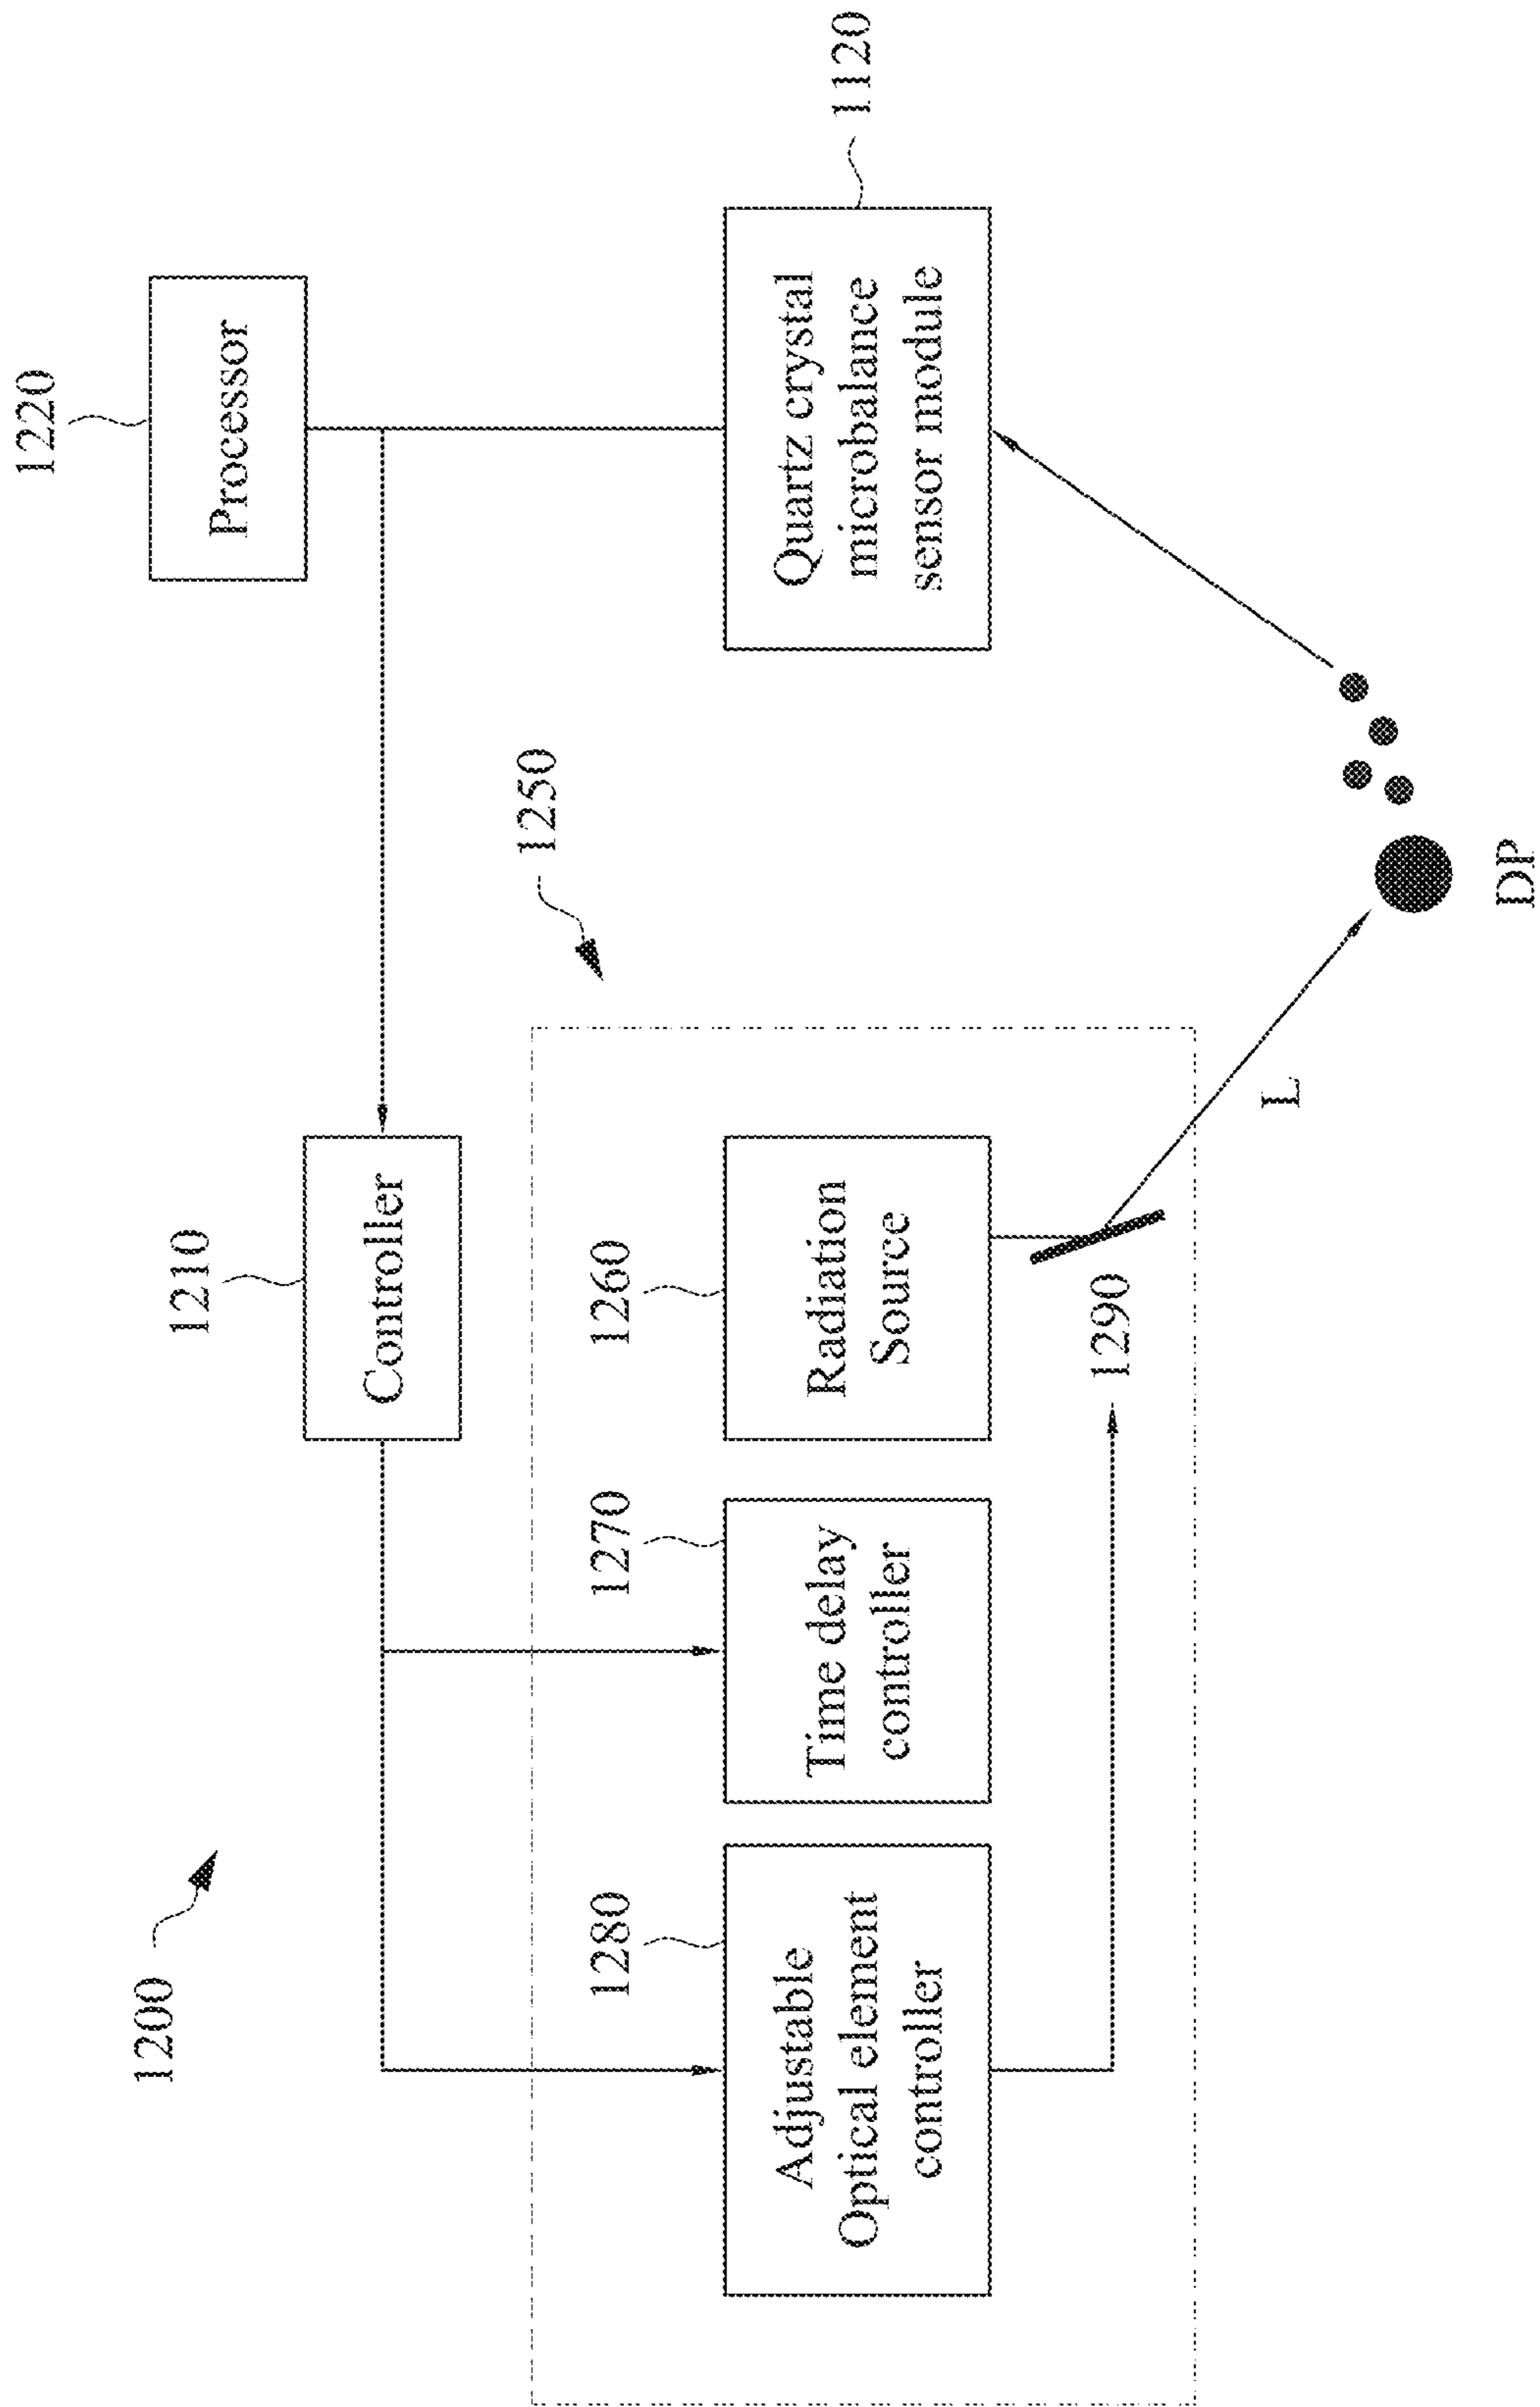 1200
1220
Processor
1210
Controller
1250
1280
1270
1260
1120
Adjustable
Optical element
controller
Time delay
controller
Radiation
Source
Quartz crystal
microbalance
sensor module
1290
L
DP